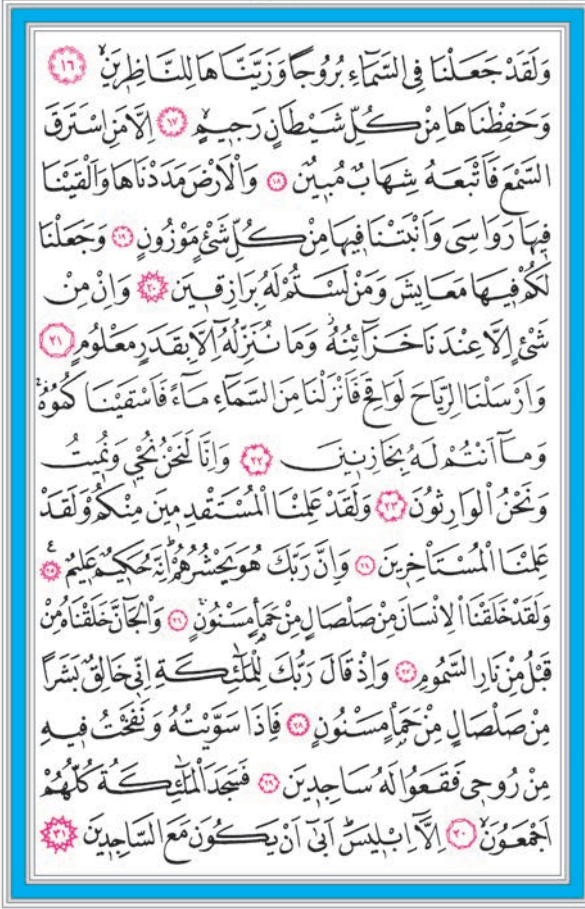 وَلَقَدْ جَعَلْنَا فِي السَّمَٓاءِ بُرُوجًا وَزَيَّنَّاهَا لِلنَّاظِر۪ينَۙ ﴿١٦﴾
وَحَفِظْنَاهَا مِنْ كُلِّ شَيْطَانٍ رَج۪يمٍۙ ﴿١٧﴾ اِلَّا مَنِ اسْتَرَقَ
السَّمْعَ فَاَتْبَعَهُ شِهَابٌ مُب۪ينٌ ﴿١٨﴾ وَالْاَرْضَ مَدَدْنَاهَا وَاَلْقَيْنَا
ف۪يهَا رَوَاسِيَ وَاَنْبَتْنَا ف۪يهَا مِنْ كُلِّ شَيْءٍ مَوْزُونٍ ﴿١٩﴾ وَجَعَلْنَا
لَكُمْ ف۪يهَا مَعَايِشَ وَمَنْ لَسْتُمْ لَهُ بِرَازِق۪ينَ ﴿٢٠﴾ وَاِنْ مِنْ
شَيْءٍ اِلَّا عِنْدَنَا خَزَٓائِنُهُۘ وَمَا نُنَزِّلُهُٓ اِلَّا بِقَدَرٍ مَعْلُومٍ ﴿٢١﴾
وَاَرْسَلْنَا الرِّيَاحَ لَوَاقِحَ فَاَنْزَلْنَا مِنَ السَّمَٓاءِ مَٓاءً فَاَسْقَيْنَاكُمُوهُۚ
وَمَٓا اَنْتُمْ لَهُ بِخَازِن۪ينَ ﴿٢٢﴾ وَاِنَّا لَنَحْنُ نُحْي۪ وَنُم۪يتُ
وَنَحْنُ الْوَارِثُونَ ﴿٢٣﴾ وَلَقَدْ عَلِمْنَا الْمُسْتَقْدِم۪ينَ مِنْكُمْ وَلَقَدْ
عَلِمْنَا الْمُسْتَأْخِر۪ينَ ﴿٢٤﴾ وَاِنَّ رَبَّكَ هُوَ يَحْشُرُهُمْۜ اِنَّهُ حَك۪يمٌ عَل۪يمٌ۟ ﴿٢٥﴾
وَلَقَدْ خَلَقْنَا الْاِنْسَانَ مِنْ صَلْصَالٍ مِنْ حَمَأٍ مَسْنُونٍۚ ﴿٢٦﴾ وَالْجَٓانَّ خَلَقْنَاهُ مِنْ
قَبْلُ مِنْ نَارِ السَّمُومِ ﴿٢٧﴾ وَاِذْ قَالَ رَبُّكَ لِلْمَلٰٓئِكَةِ اِنّ۪ي خَالِقٌ بَشَرًا
مِنْ صَلْصَالٍ مِنْ حَمَأٍ مَسْنُونٍ ﴿٢٨﴾ فَاِذَا سَوَّيْتُهُ وَنَفَخْتُ ف۪يهِ
مِنْ رُوح۪ي فَقَعُوا لَهُ سَاجِد۪ينَ ﴿٢٩﴾ فَسَجَدَ الْمَلٰٓئِكَةُ كُلُّهُمْ
اَجْمَعُونَۙ ﴿٣٠﴾ اِلَّٓا اِبْل۪يسَۜ اَبٰىٓ اَنْ يَكُونَ مَعَ السَّاجِد۪ينَ ﴿٣١﴾